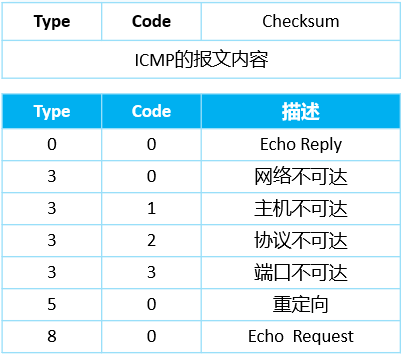 Type Code Checksum
ICMP的报文内容
Type Code 描述
0 0 Echo Reply
3 0 网络不可达
3 1 主机不可达
3 2 协议不可达
3 3 端口不可达
5 0 重定向
8 0 Echo Request